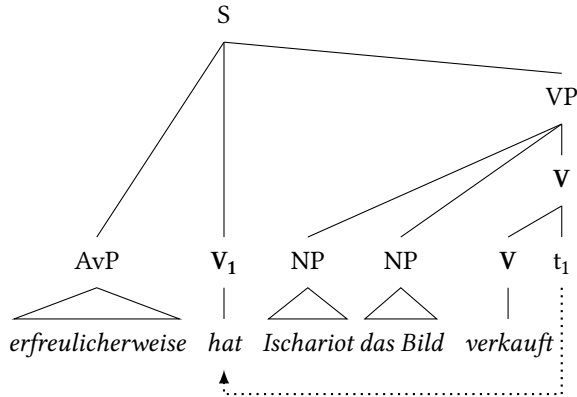 S
VP
V
AvP V₁ NP NP V t₁
erfreulicherweise hat Ischariot das Bild verkauft